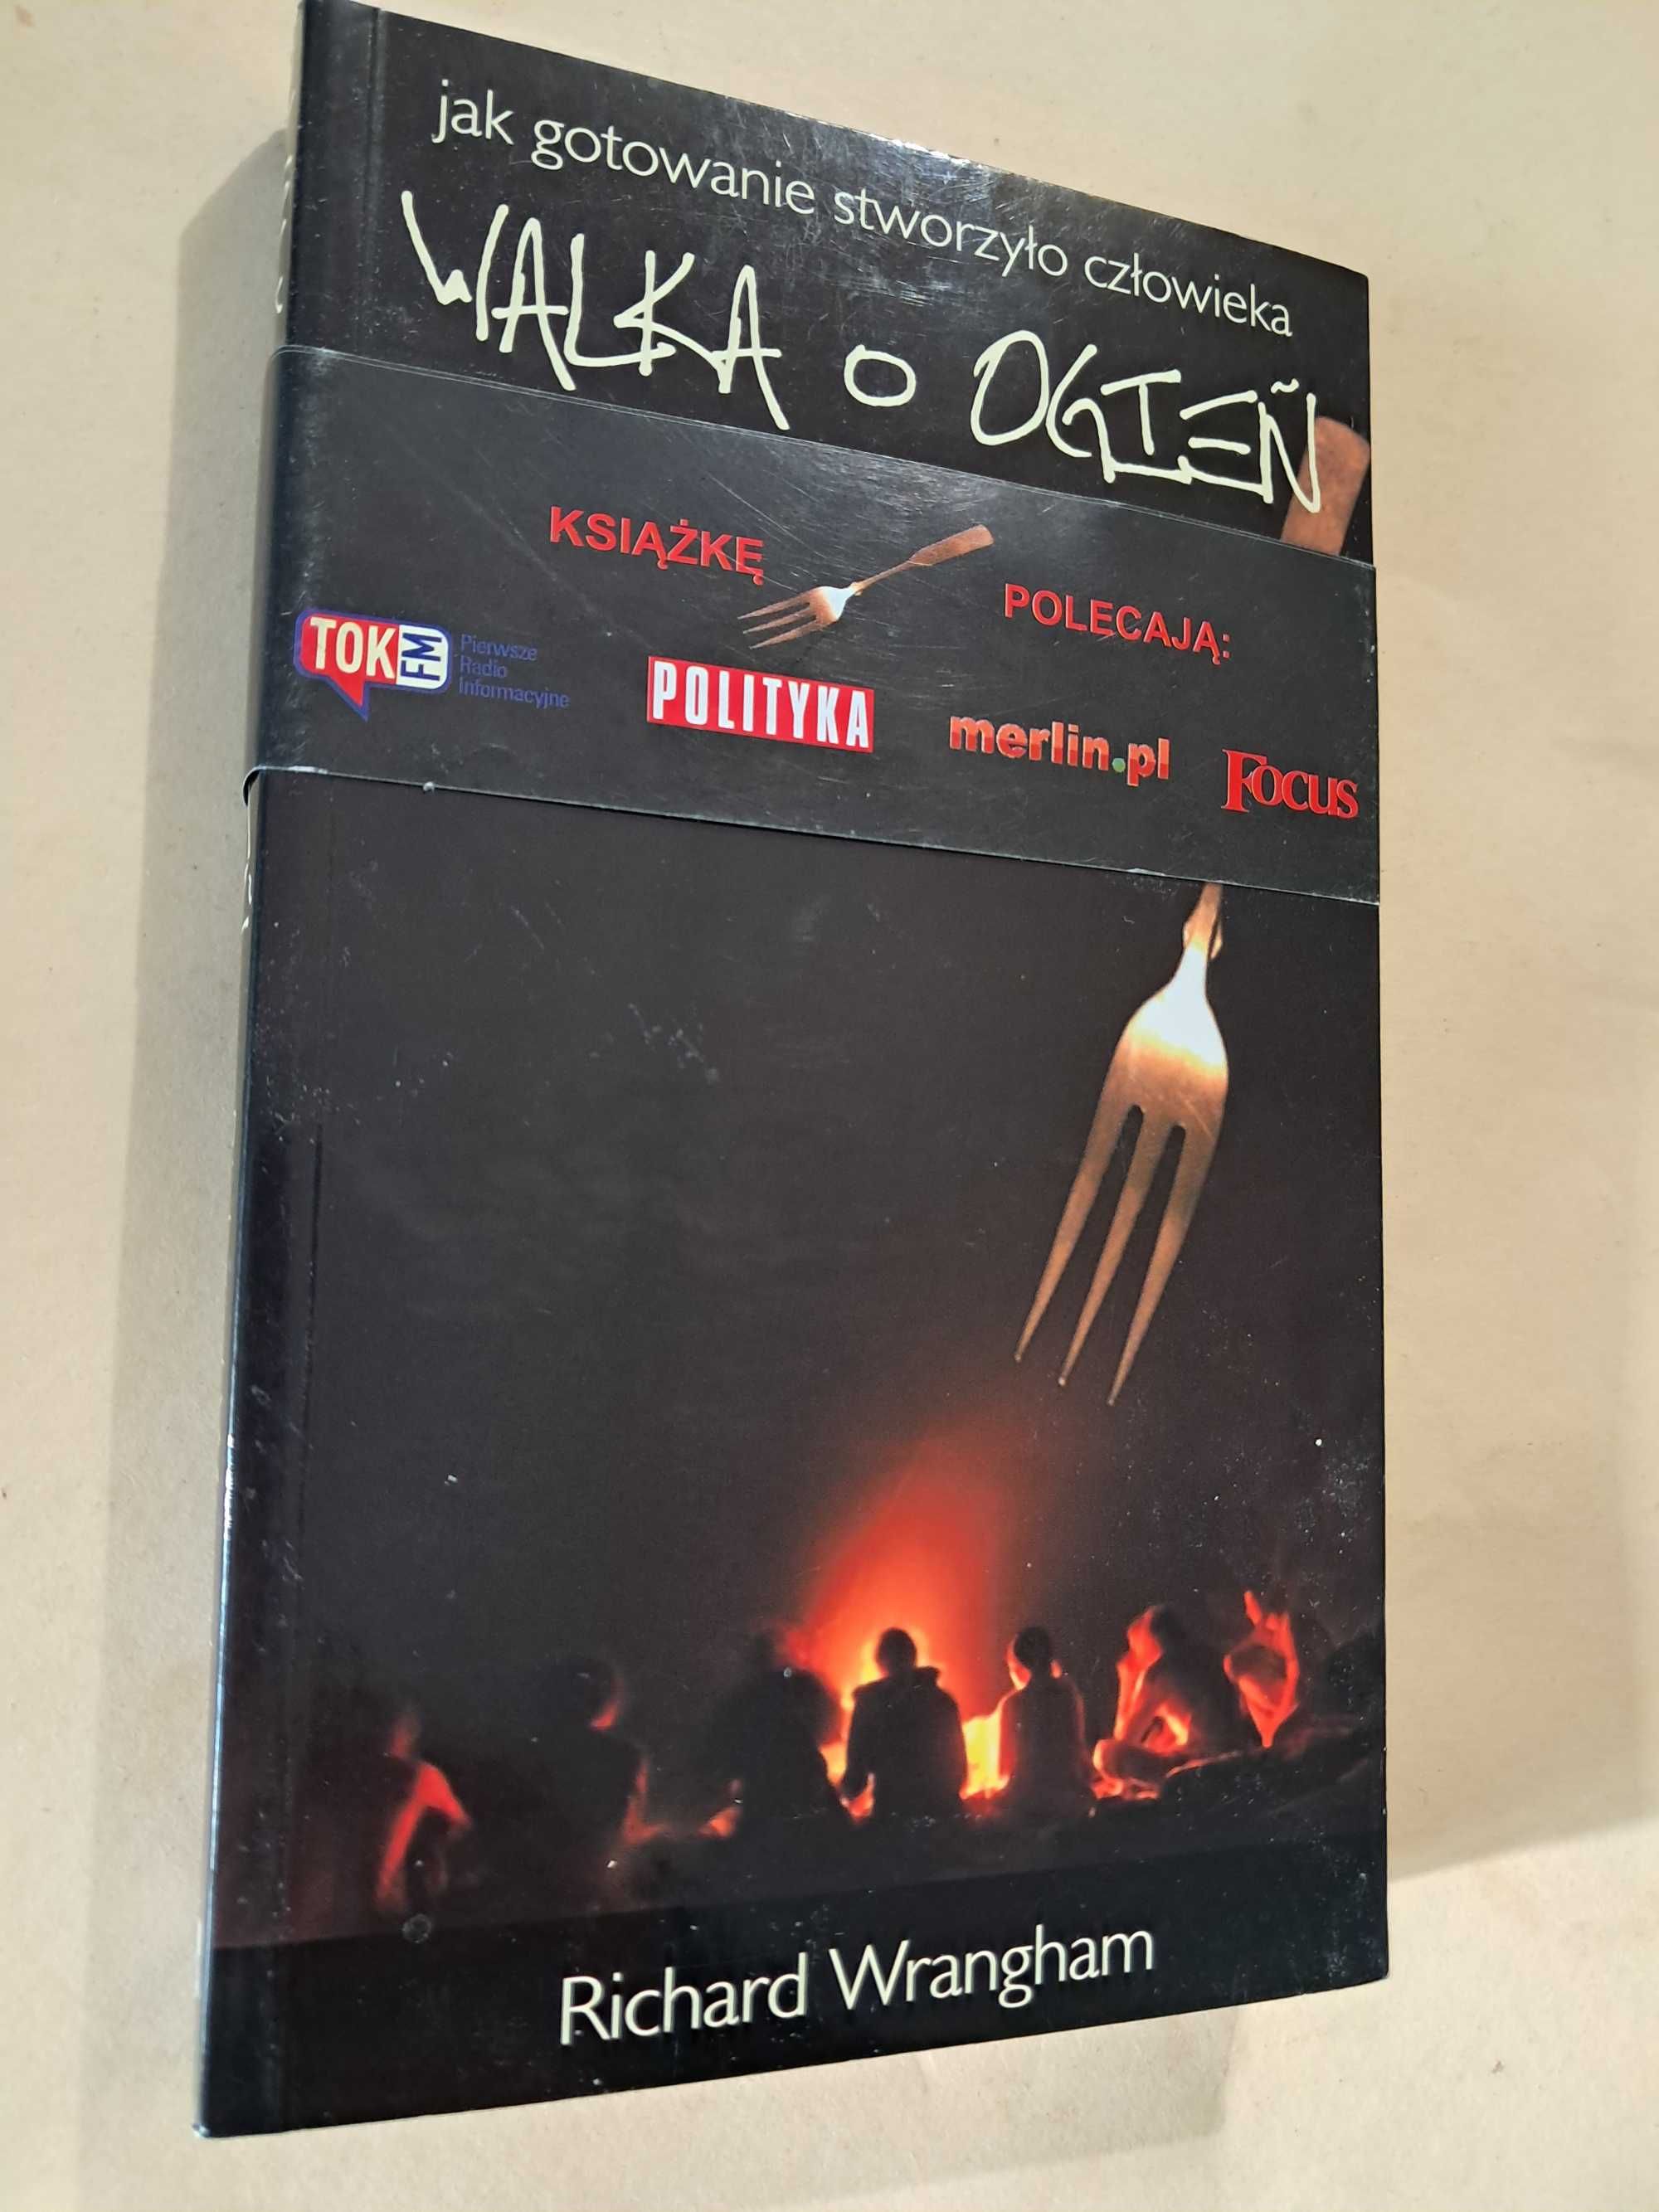 jak gotowanie stworzyło człowieka
WALKA o OGIEŃ
KSIĄŻKĘ POLECAJĄ:
TOK FM
Pierwsze
Radio
Informacyjne
POLITYKA
merlin.pl
Focus
Richard Wrangham